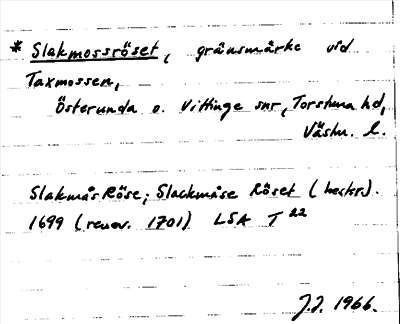 * Slakmossröset, gränsmärke vid
Taxmossen,
Österunda o. Vittinge snr, Torstuna hd,
Västm. l.
Slakmås Röse; Slackmåse Röset (beskr).
1699 (renov. 1701) LSA T 22
J.J. 1966.